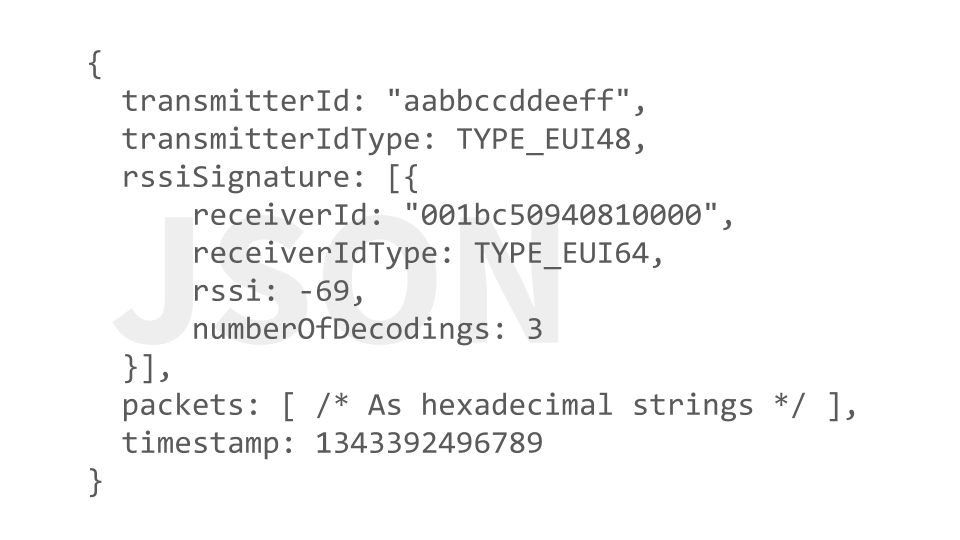 {
  transmitterId: "aabbccddeeff",
  transmitterIdType: TYPE_EUI48,
  rssiSignature: [{
      receiverId: "001bc50940810000",
      receiverIdType: TYPE_EUI64,
      rssi: -69,
      numberOfDecodings: 3
  }],
  packets: [ /* As hexadecimal strings */ ],
  timestamp: 1343392496789
}
JSON